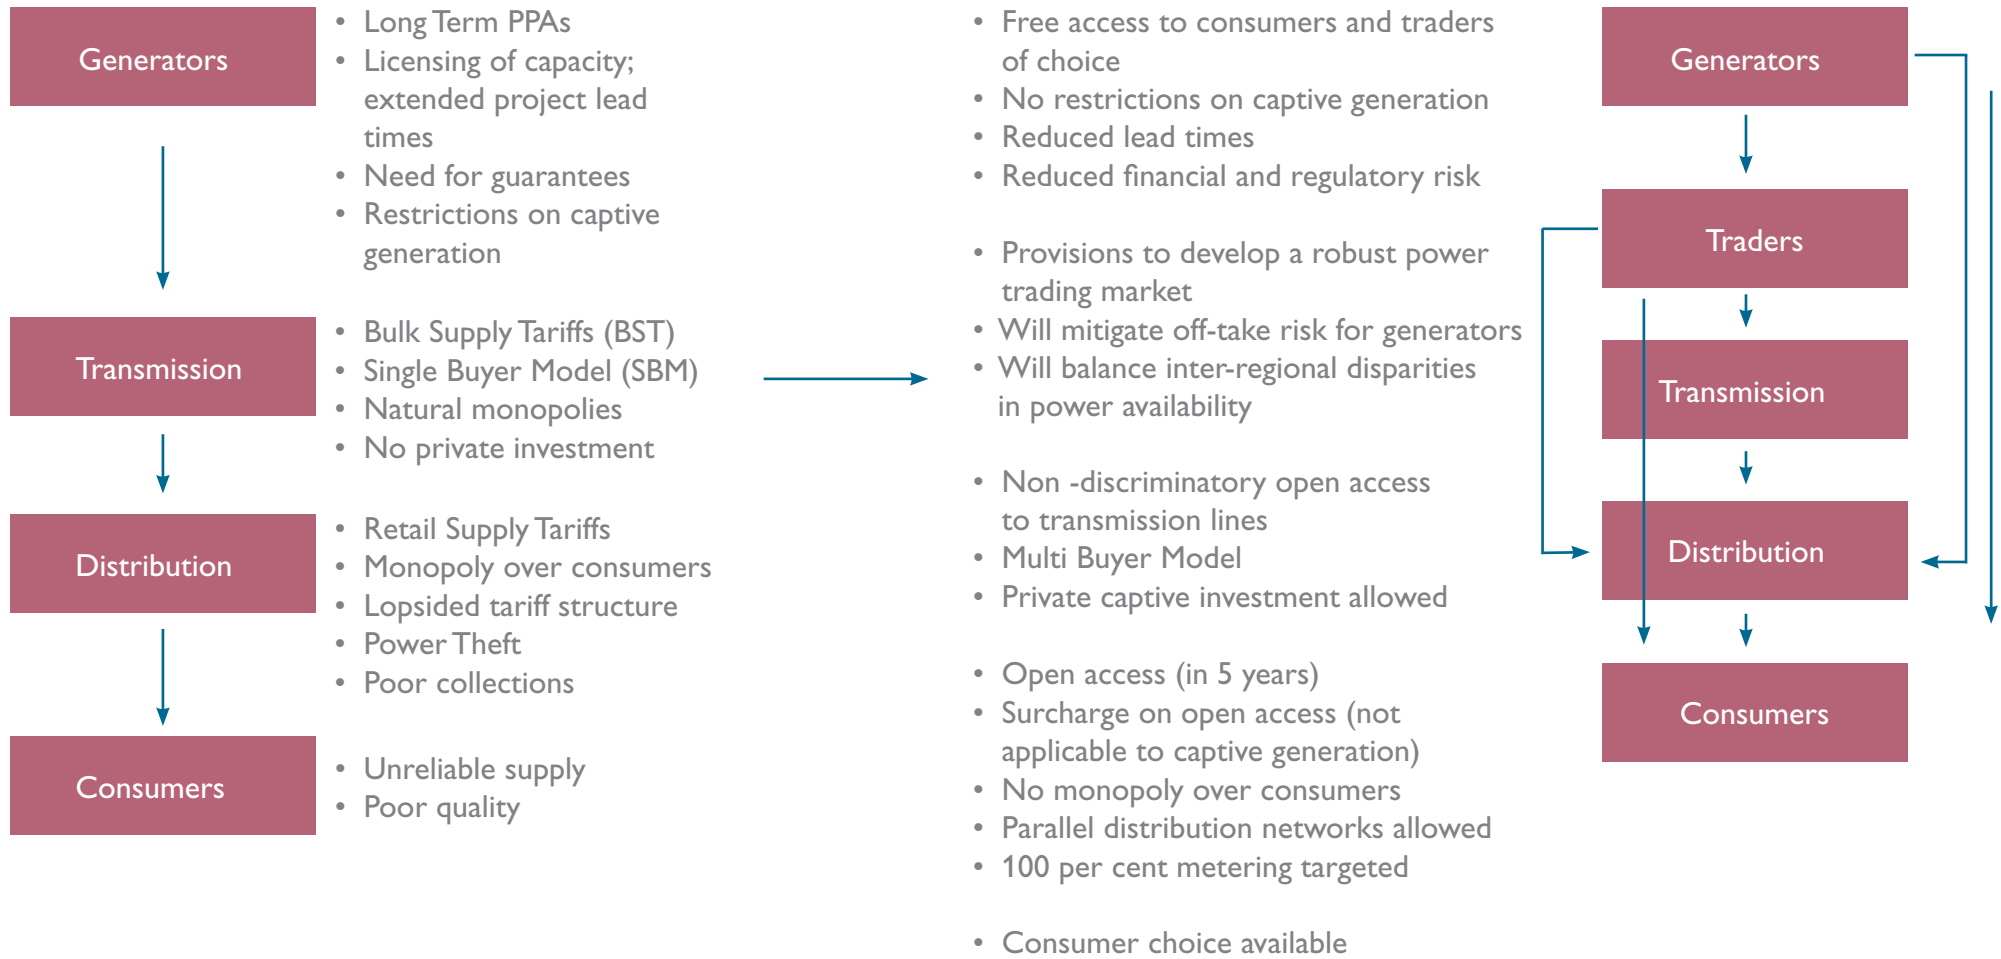 Generators
• Long Term PPAs
• Licensing of capacity;
extended project lead
times
• Need for guarantees
• Restrictions on captive
generation
Transmission
• Bulk Supply Tariffs (BST)
• Single Buyer Model (SBM)
• Natural monopolies
• No private investment
Distribution
• Retail Supply Tariffs
• Monopoly over consumers
• Lopsided tariff structure
• Power Theft
• Poor collections
Consumers
• Unreliable supply
• Poor quality
• Free access to consumers and traders
of choice
• No restrictions on captive generation
• Reduced lead times
• Reduced financial and regulatory risk
• Provisions to develop a robust power
trading market
• Will mitigate off-take risk for generators
• Will balance inter-regional disparities
in power availability
• Non -discriminatory open access
to transmission lines
• Multi Buyer Model
• Private captive investment allowed
• Open access (in 5 years)
• Surcharge on open access (not
applicable to captive generation)
• No monopoly over consumers
• Parallel distribution networks allowed
• 100 per cent metering targeted
• Consumer choice available
Generators
Traders
Transmission
Distribution
Consumers